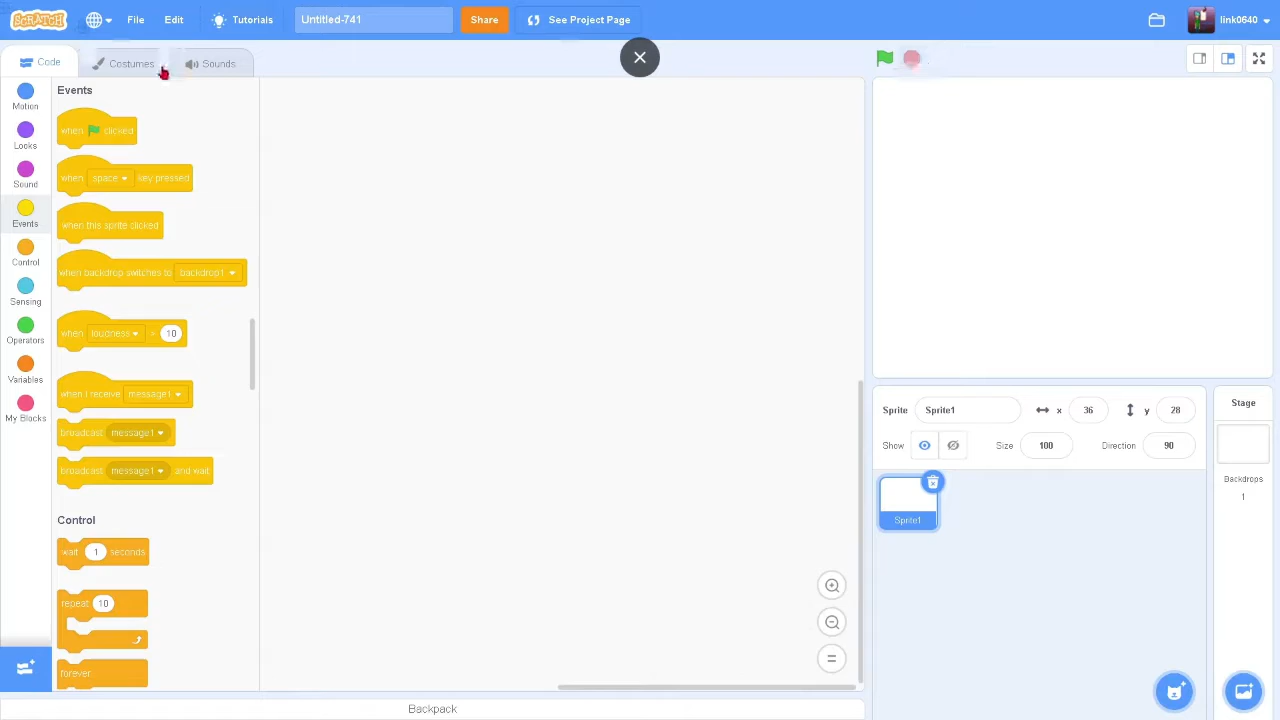 SCRATCH
File
Edit
Tutorials
Untitled-741
Share
See Project Page
link0640
Code
Costumes
Sounds
Motion
Looks
Sound
Events
Control
Sensing
Operators
Variables
My Blocks
Events
when clicked
when space key pressed
when this sprite clicked
when backdrop switches to backdrop1
when loudness > 10
when I receive message1
broadcast message1
broadcast message1 and wait
Control
wait 1 seconds
repeat 10
forever
Backpack
Sprite Sprite1 x 36 y 28
Show Size 100 Direction 90
Sprite1
Stage
Backdrops
1